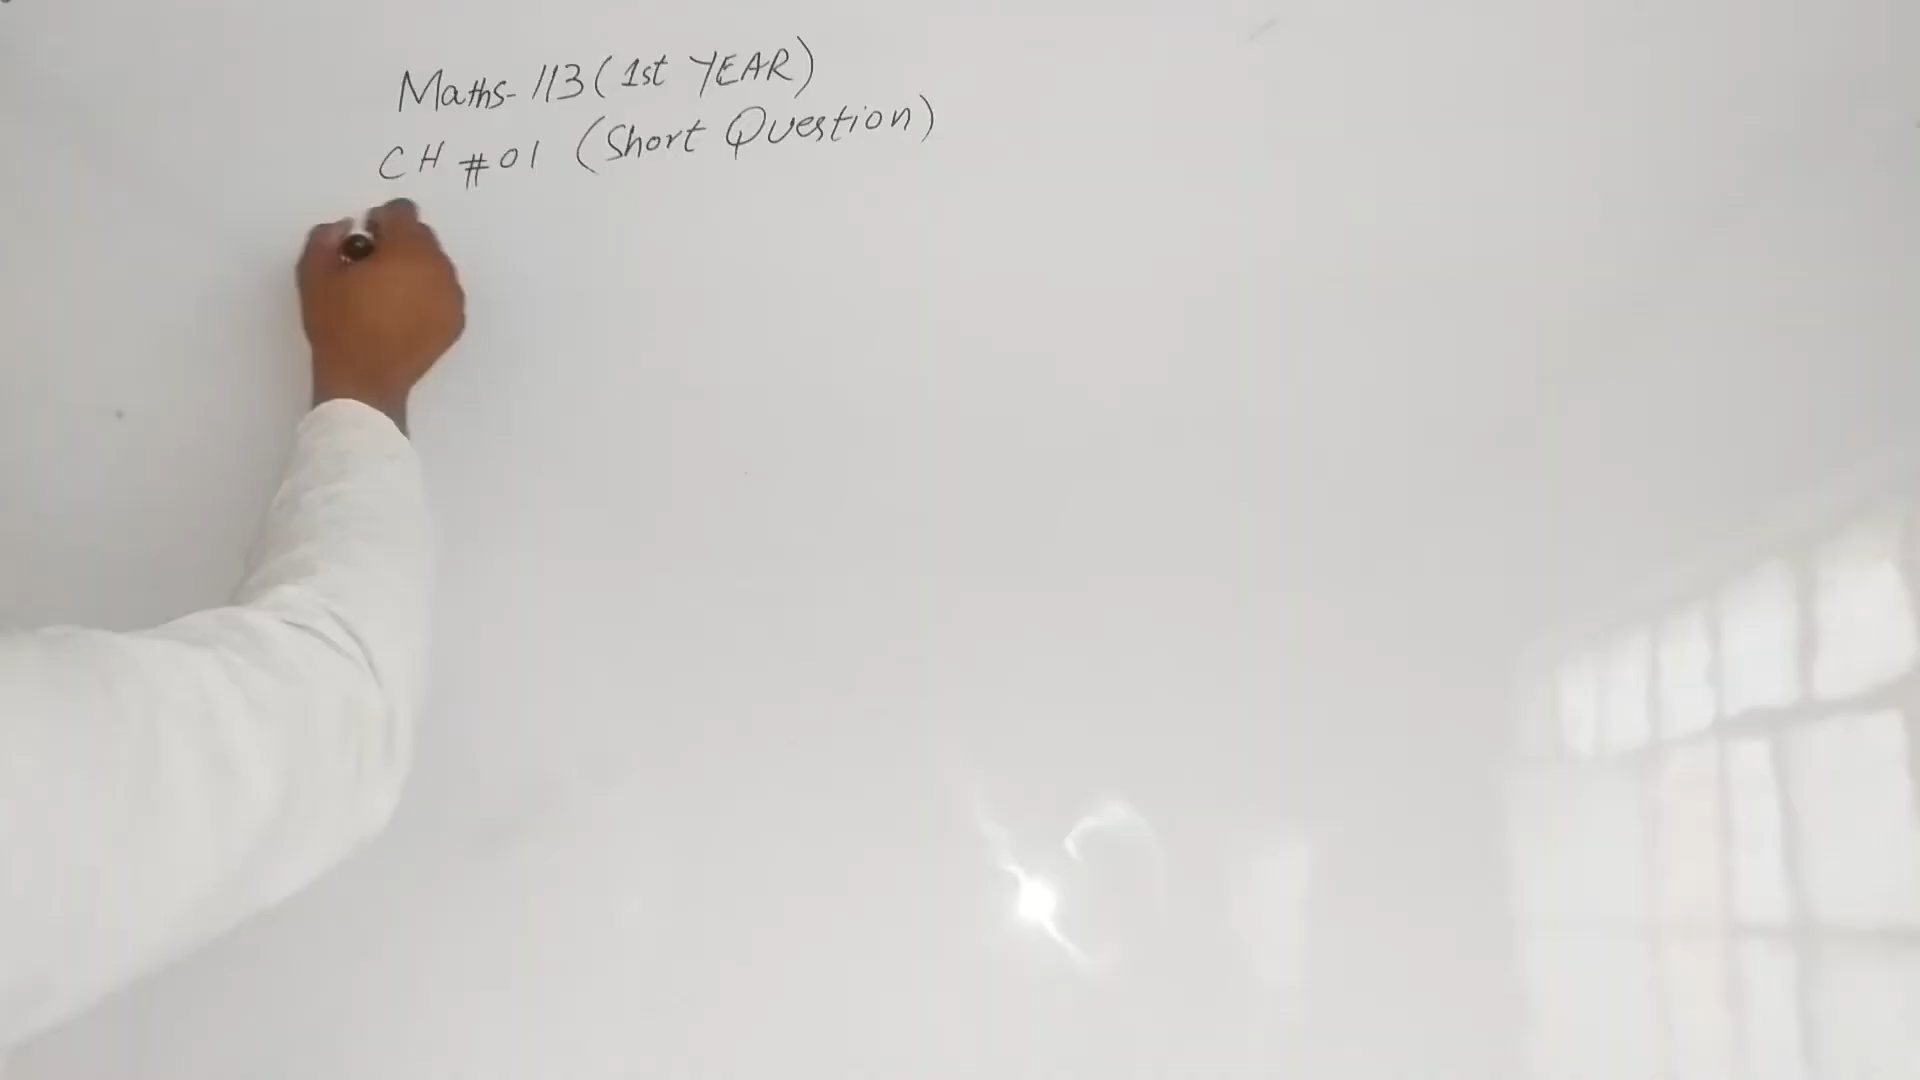 Maths-113(1st YEAR)
CH #01 (Short Question)